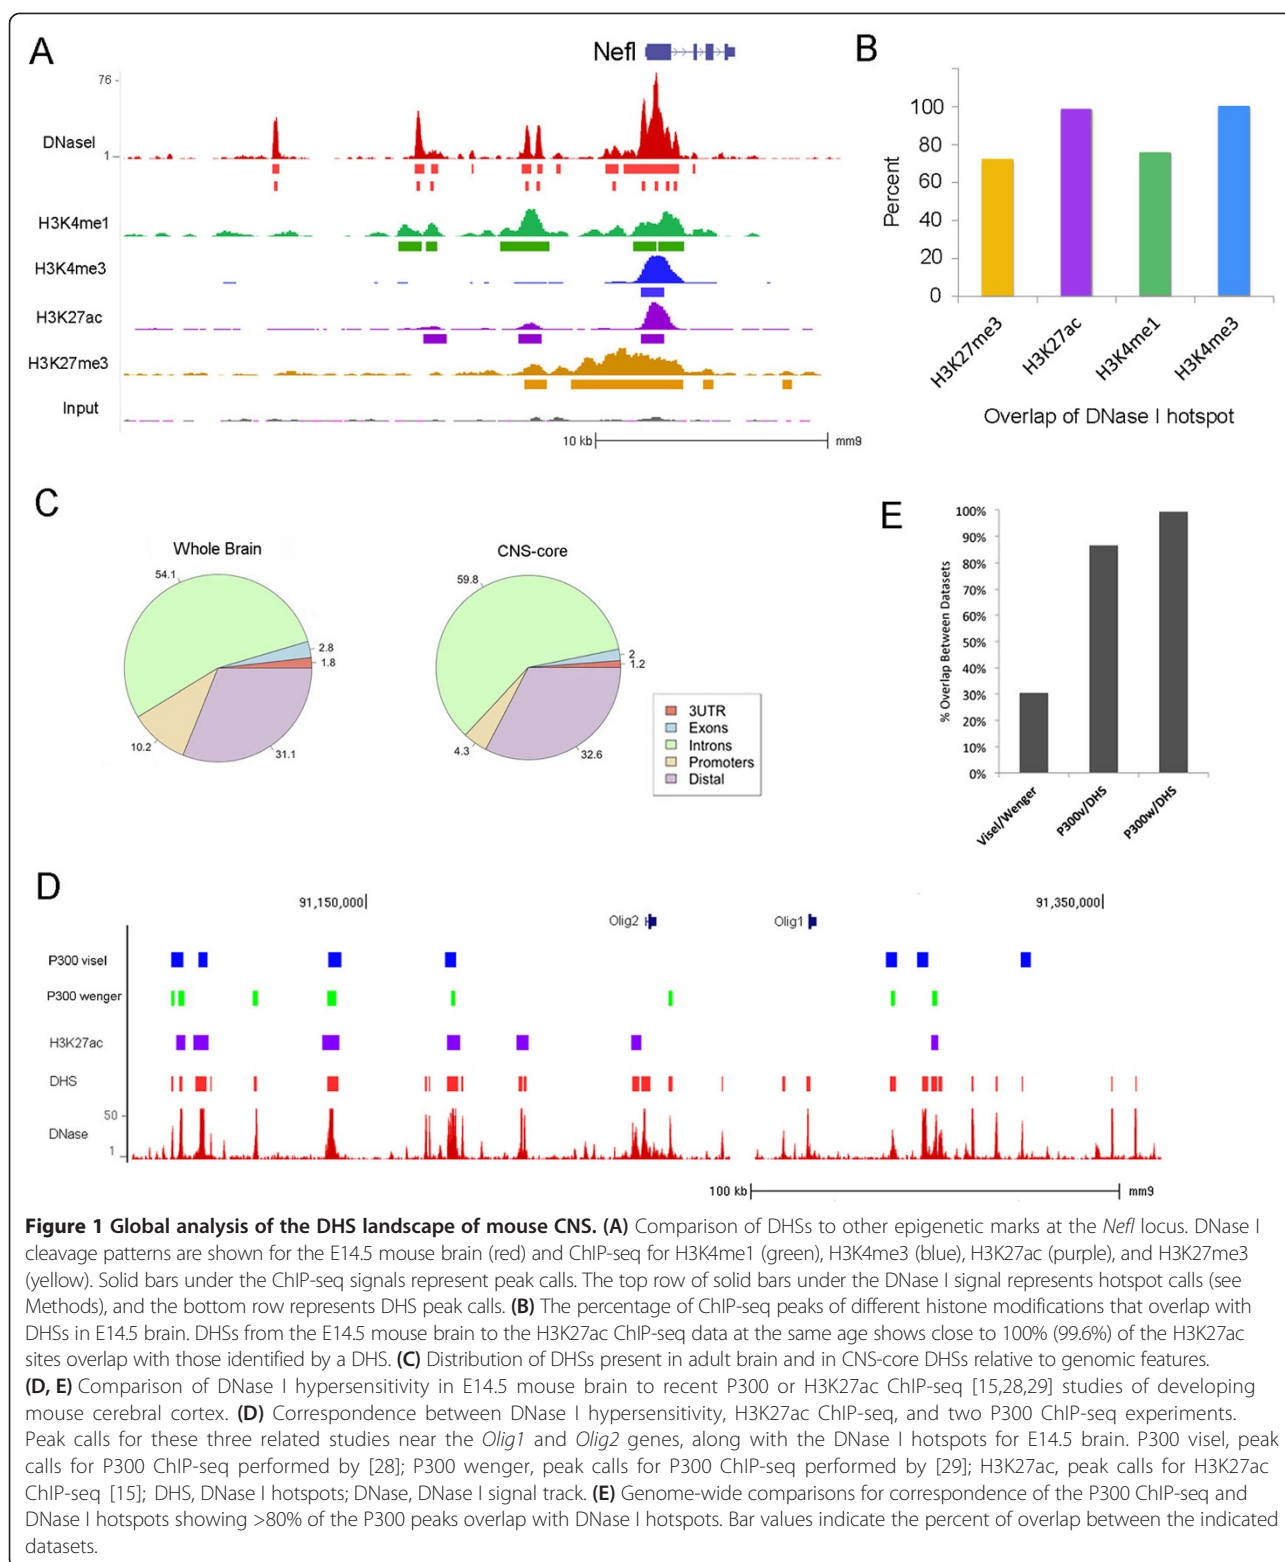 A
Nefl
76
DNaseI
1
H3K4me1
H3K4me3
H3K27ac
H3K27me3
Input
10 kb
mm9
B
Percent
100
80
60
40
20
0
H3K27me3
H3K27ac
H3K4me1
H3K4me3
Overlap of DNase I hotspot
C
Whole Brain
54.1
2.8
1.8
10.2
31.1
CNS-core
59.8
2
1.2
4.3
32.6
3UTR
Exons
Introns
Promoters
Distal
E
% Overlap Between Datasets
100%
90%
80%
70%
60%
50%
40%
30%
20%
10%
0%
Visel/Wenger
P300v/DHS
P300w/DHS
D
91,150,000
Olig2
Olig1
91,350,000
P300 visel
P300 wenger
H3K27ac
DHS
50
DNase
1
100 kb
mm9
Figure 1 Global analysis of the DHS landscape of mouse CNS. (A) Comparison of DHSs to other epigenetic marks at the Nefl locus. DNase I
cleavage patterns are shown for the E14.5 mouse brain (red) and ChIP-seq for H3K4me1 (green), H3K4me3 (blue), H3K27ac (purple), and H3K27me3
(yellow). Solid bars under the ChIP-seq signals represent peak calls. The top row of solid bars under the DNase I signal represents hotspot calls (see
Methods), and the bottom row represents DHS peak calls. (B) The percentage of ChIP-seq peaks of different histone modifications that overlap with
DHSs in E14.5 brain. DHSs from the E14.5 mouse brain to the H3K27ac ChIP-seq data at the same age shows close to 100% (99.6%) of the H3K27ac
sites overlap with those identified by a DHS. (C) Distribution of DHSs present in adult brain and in CNS-core DHSs relative to genomic features.
(D, E) Comparison of DNase I hypersensitivity in E14.5 mouse brain to recent P300 or H3K27ac ChIP-seq [15,28,29] studies of developing
mouse cerebral cortex. (D) Correspondence between DNase I hypersensitivity, H3K27ac ChIP-seq, and two P300 ChIP-seq experiments.
Peak calls for these three related studies near the Olig1 and Olig2 genes, along with the DNase I hotspots for E14.5 brain. P300 visel, peak
calls for P300 ChIP-seq performed by [28]; P300 wenger, peak calls for P300 ChIP-seq performed by [29]; H3K27ac, peak calls for H3K27ac
ChIP-seq [15]; DHS, DNase I hotspots; DNase, DNase I signal track. (E) Genome-wide comparisons for correspondence of the P300 ChIP-seq and
DNase I hotspots showing >80% of the P300 peaks overlap with DNase I hotspots. Bar values indicate the percent of overlap between the indicated
datasets.